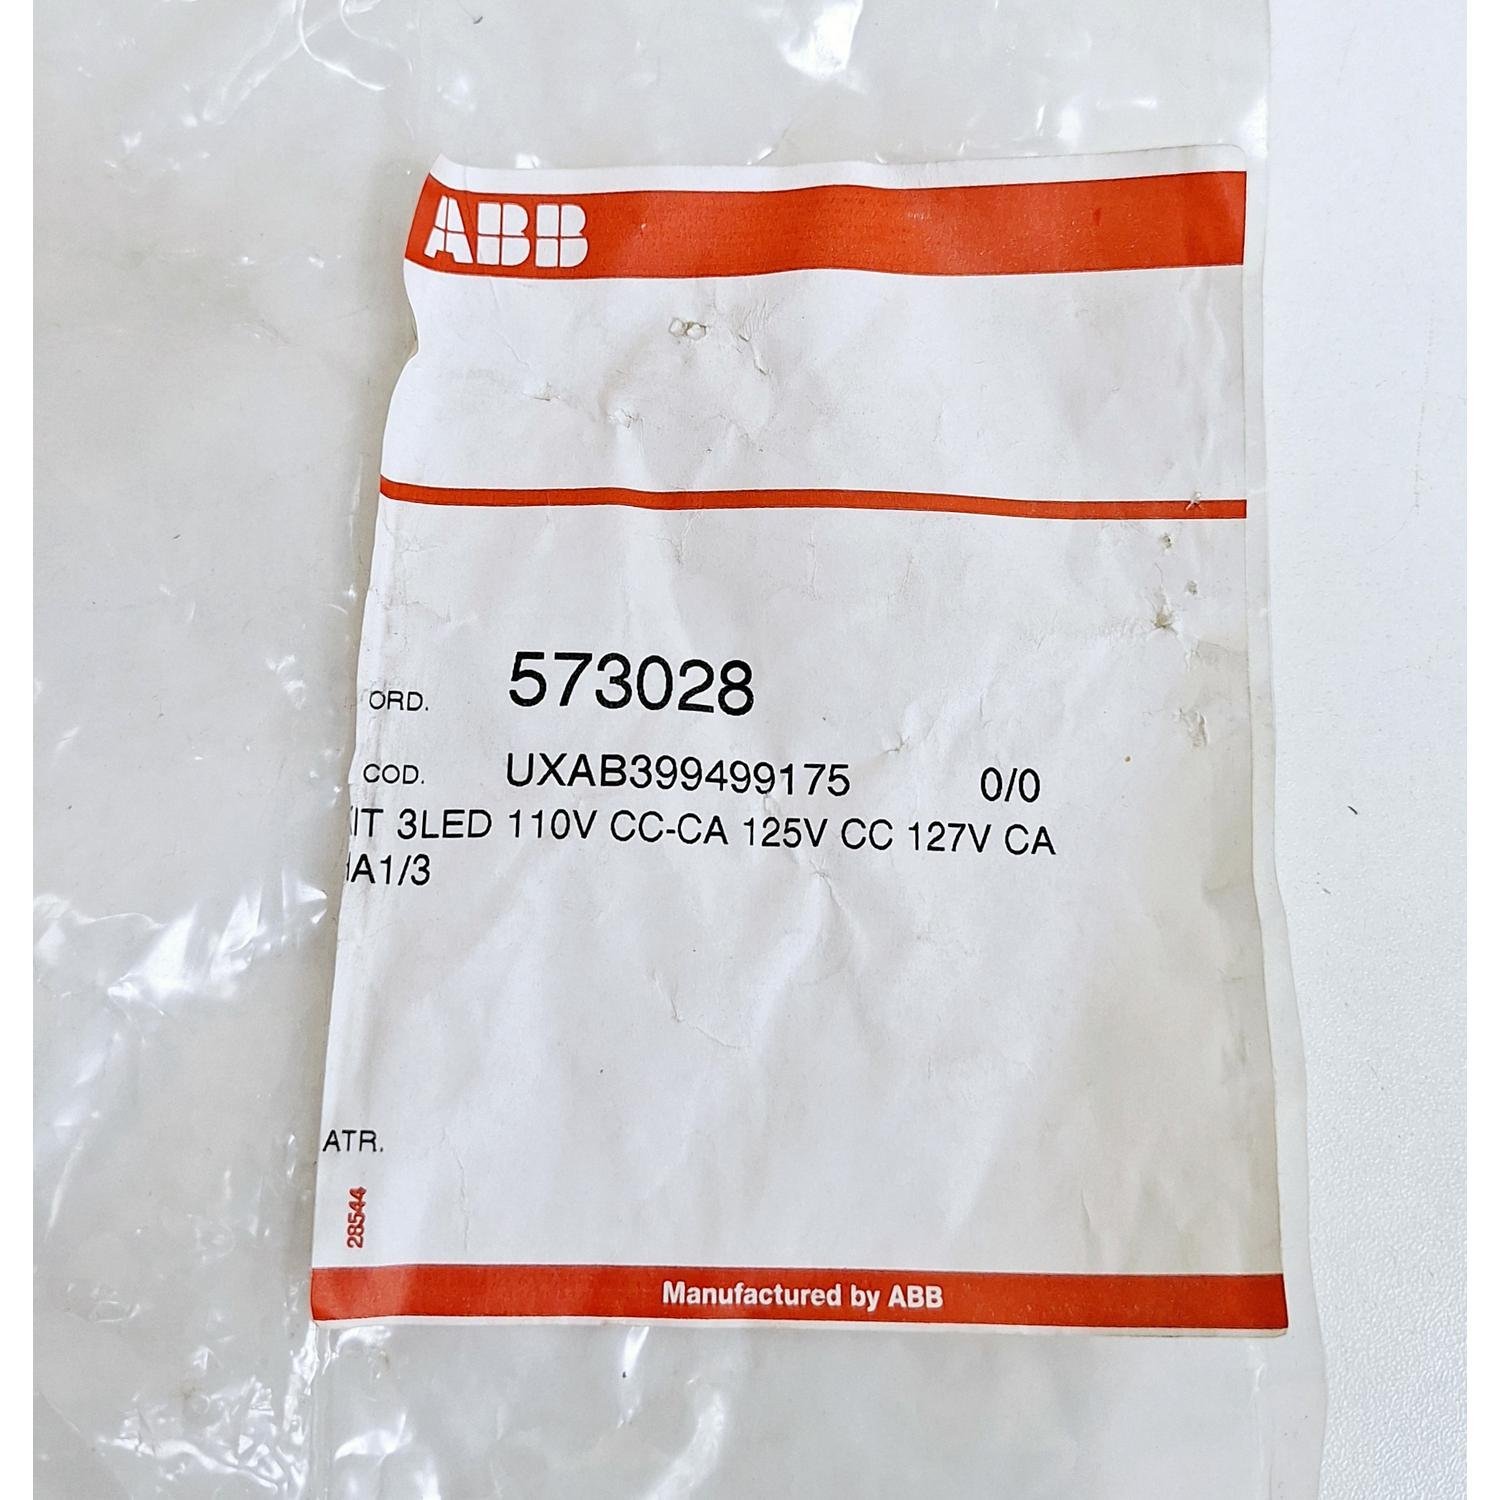 ABB
ORD. 573028
COD. UXAB399499175 0/0
3LED 110V CC-CA 125V CC 127V CA
ATR.
28544
Manufactured by ABB